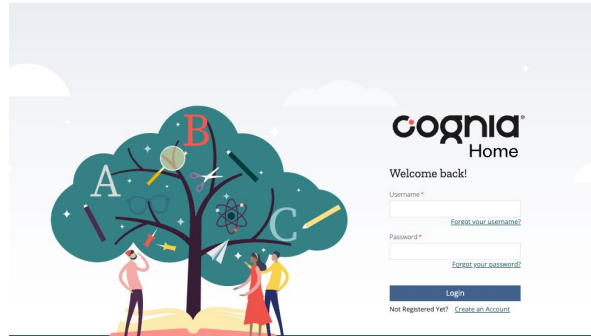 A
B
C
cognia®
Home
Welcome back!
Username *
Forgot your username?
Password *
Forgot your password?
Login
Not Registered Yet? Create an Account